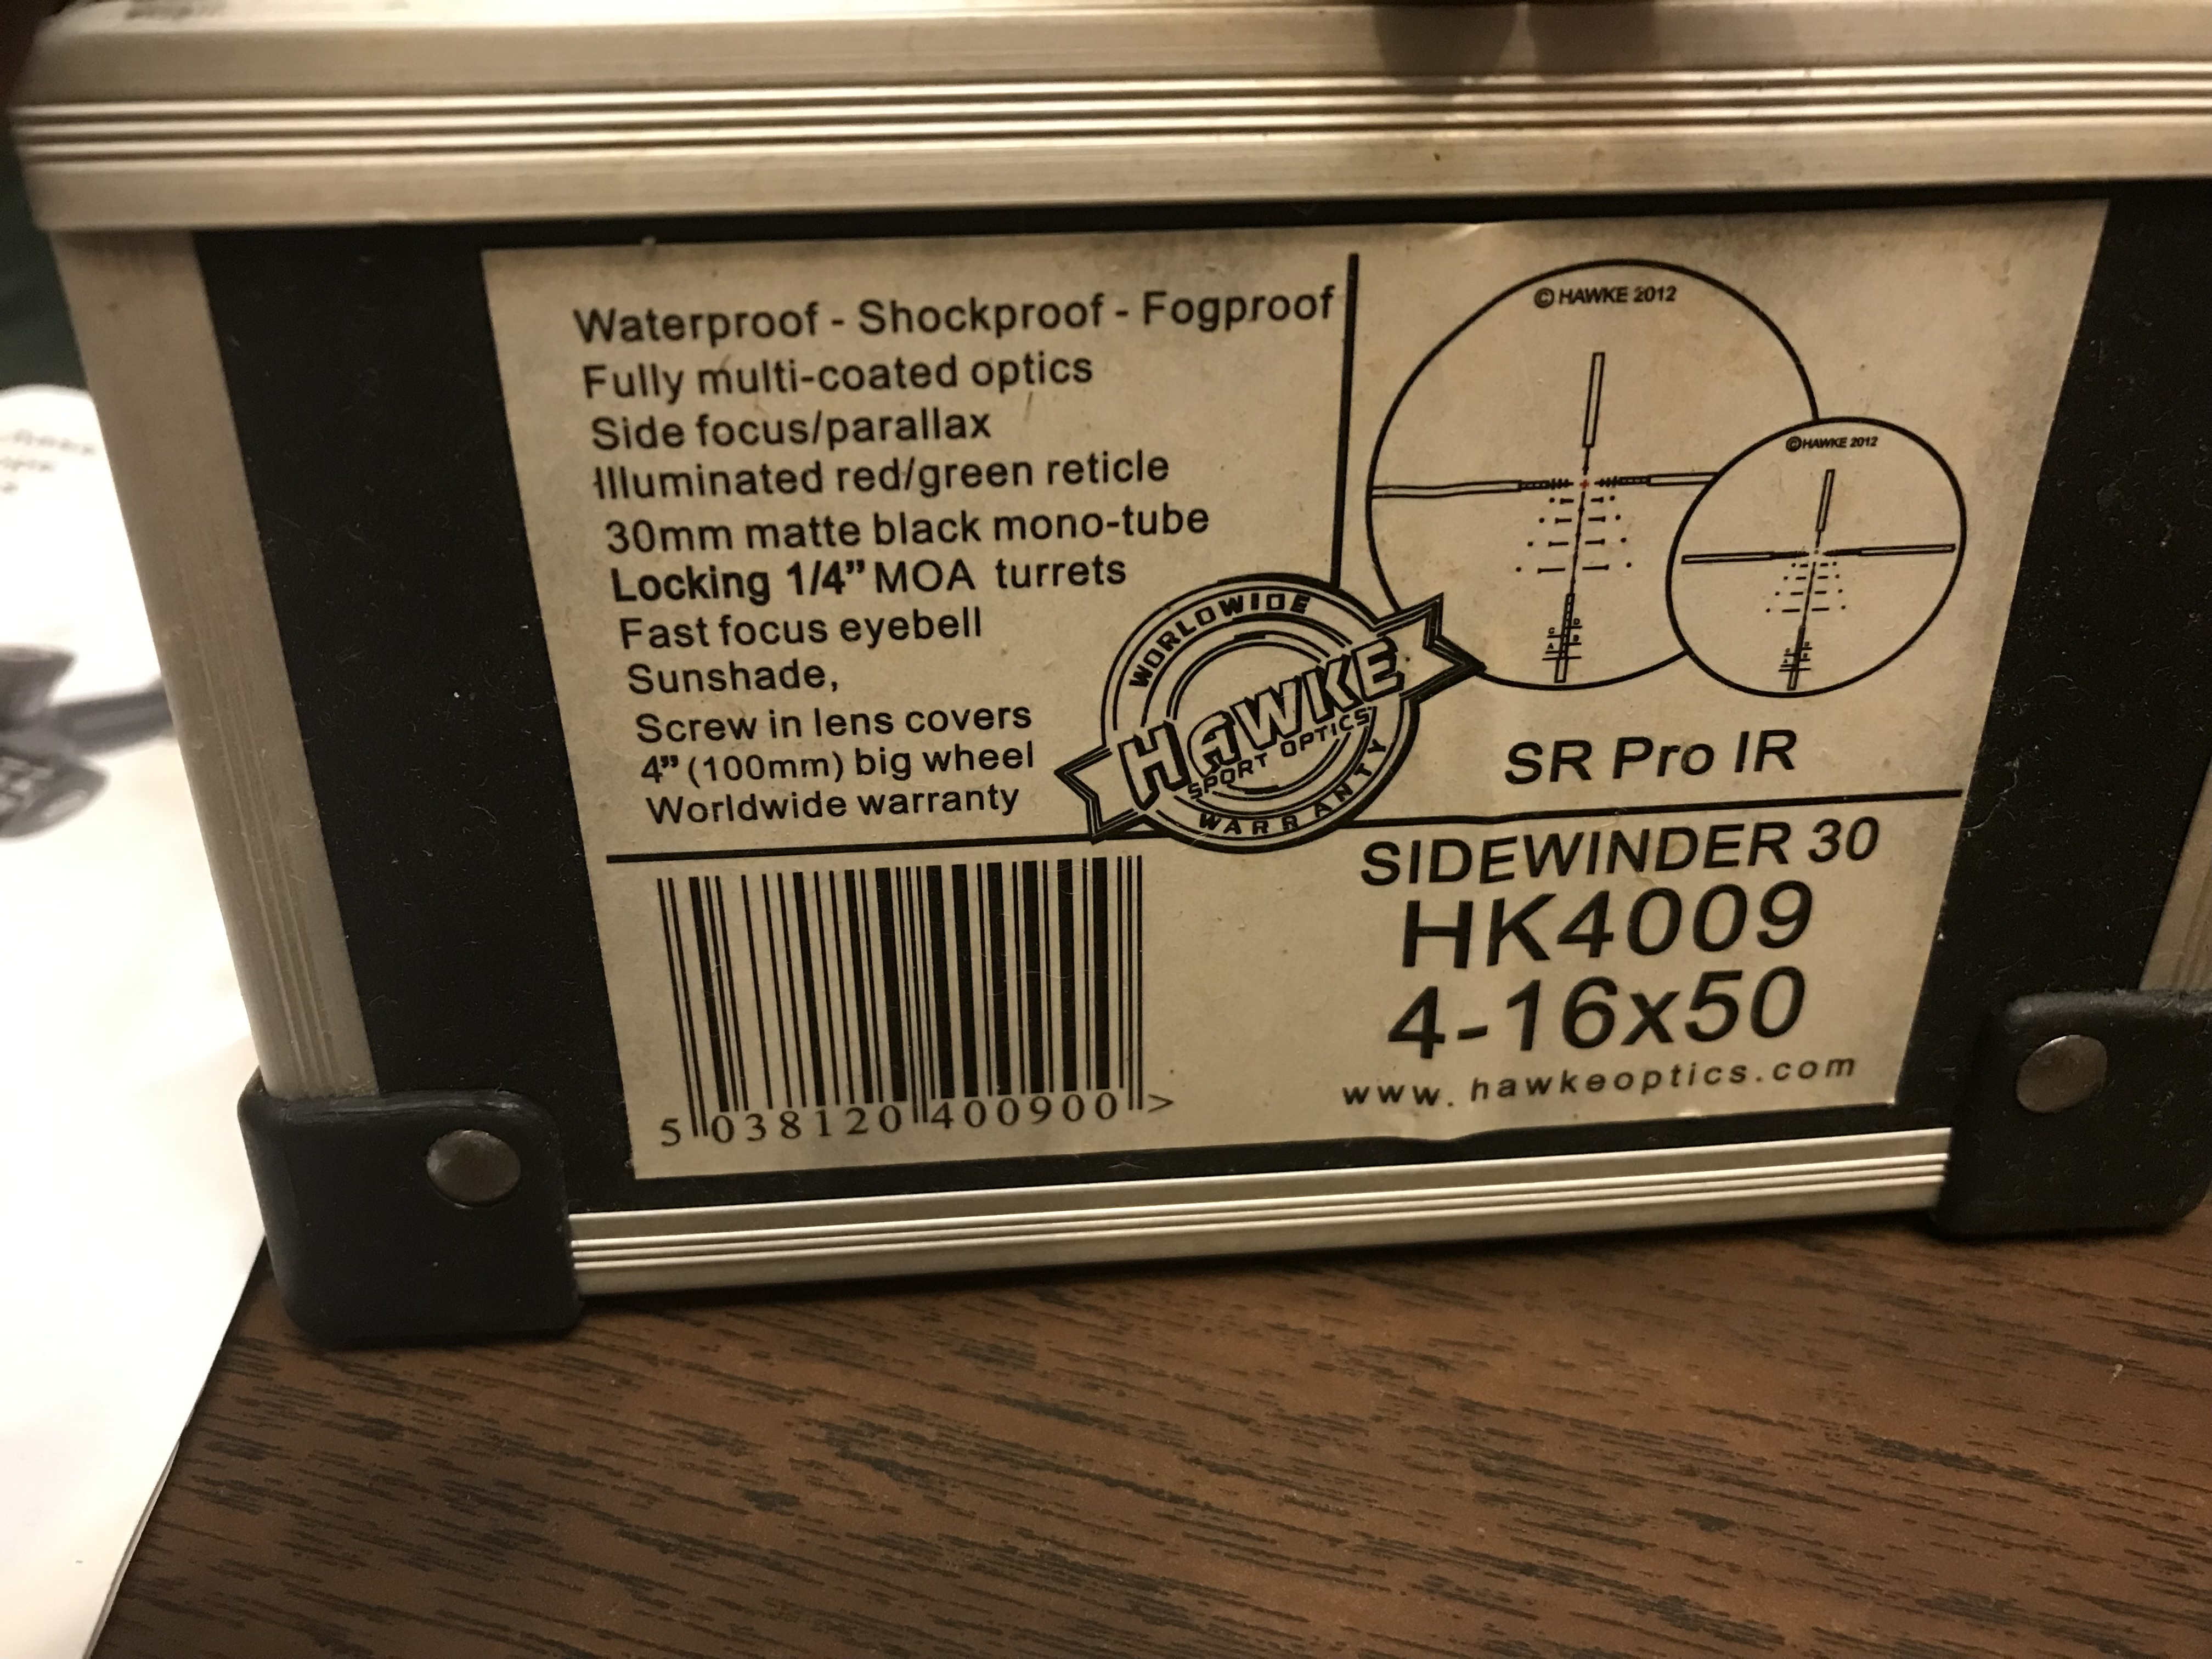 Waterproof - Shockproof - Fogproof
Fully multi-coated optics
Side focus/parallax
Illuminated red/green reticle
30mm matte black mono-tube
Locking 1/4” MOA turrets
Fast focus eyebell
Sunshade,
Screw in lens covers
4” (100mm) big wheel
Worldwide warranty
© HAWKE 2012
© HAWKE 2012
SR Pro IR
WORLDWIDE
HAWKE
SPORT OPTICS
WARRANTY
SIDEWINDER 30
HK4009
4-16x50
www.hawkeoptics.com
5 038120 400900 >